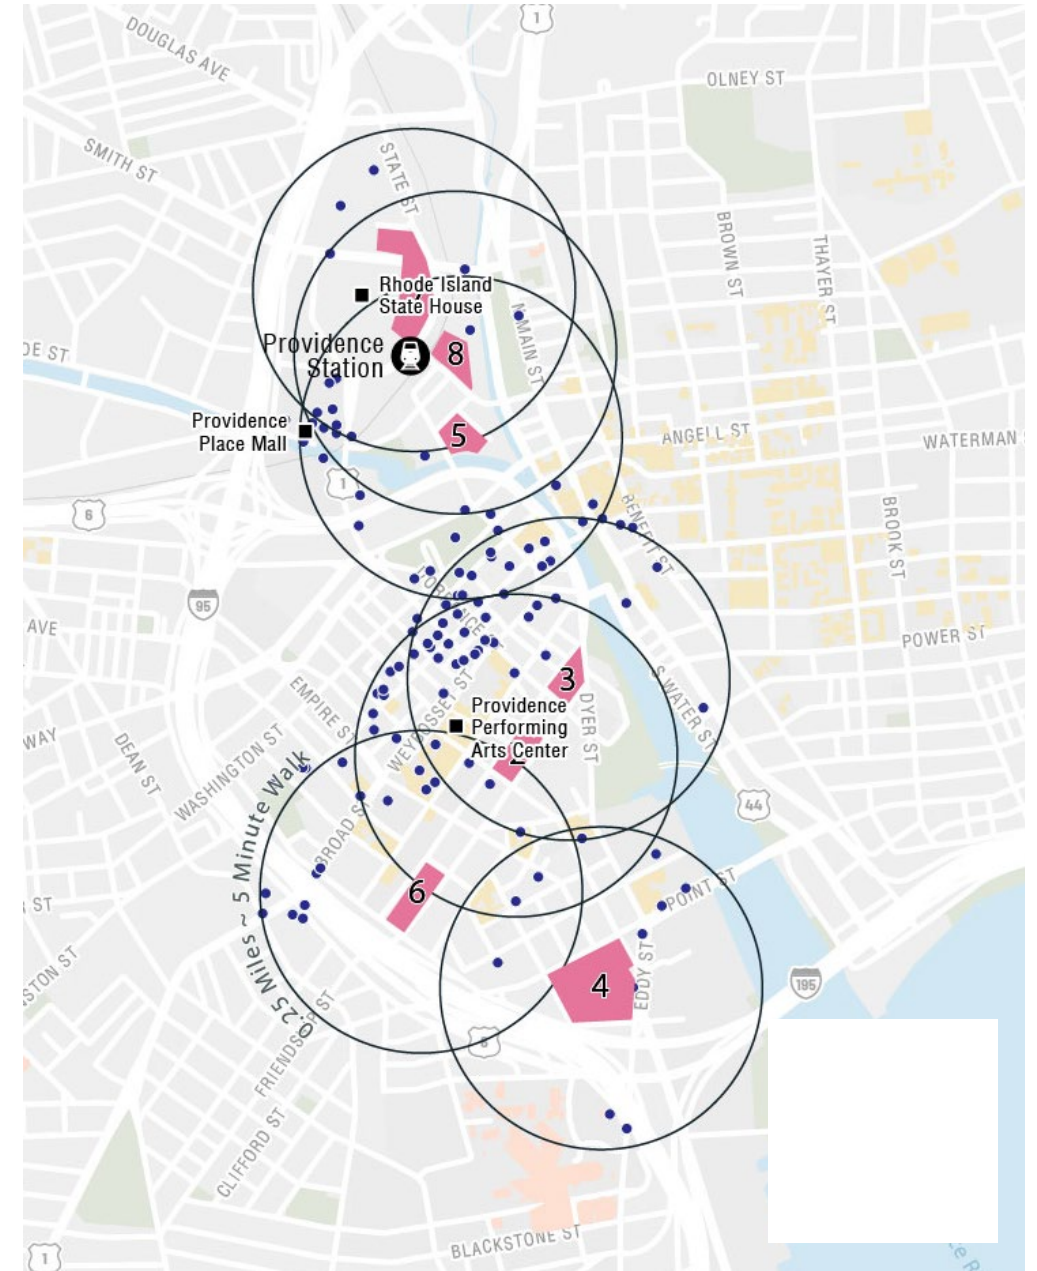 1
DOUGLAS AVE
OLNEY ST
SMITH ST
STATE ST
BROWN ST
THAYER ST
Rhode Island
State House
N MAIN ST
Providence
Station
8
DE ST
Providence
Place Mall
5
ANGELL ST
WATERMAN
1
6
BENEFIT ST
BROOK ST
95
AVE
POWER ST
3
S WATER ST
EMPIRE ST
WEYBOSSET ST
Providence
Performing
Arts Center
DYER ST
WAY
DEAN ST
WASHINGTON ST
44
0.25 Miles ~ 5 Minute Walk
BROAD ST
6
POINT ST
ST
4
EDDY ST
195
STON ST
FRIENDSHIP ST
6
CLIFFORD ST
BLACKSTONE ST
1